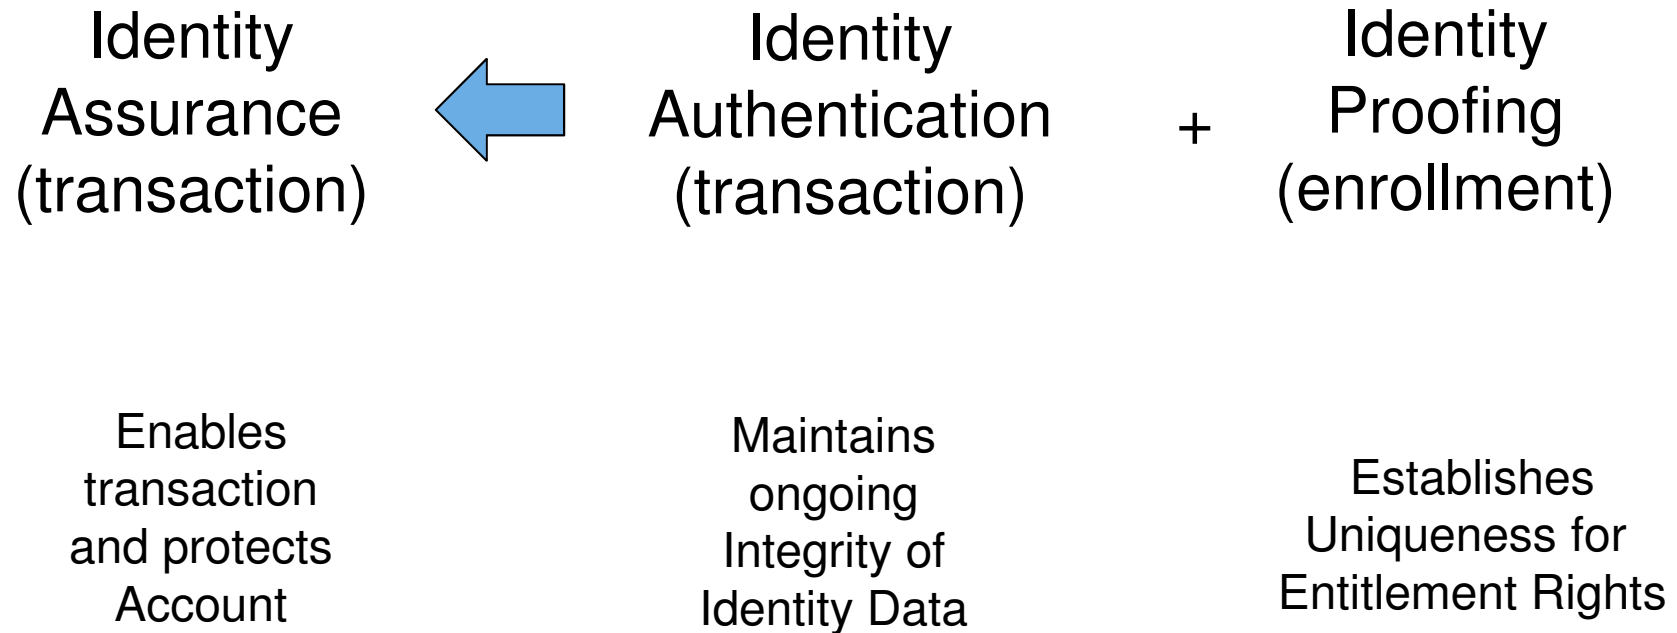 Identity
Assurance
(transaction)
Identity
Authentication
(transaction)
+
Identity
Proofing
(enrollment)
Enables
transaction
and protects
Account
Maintains
ongoing
Integrity of
Identity Data
Establishes
Uniqueness for
Entitlement Rights